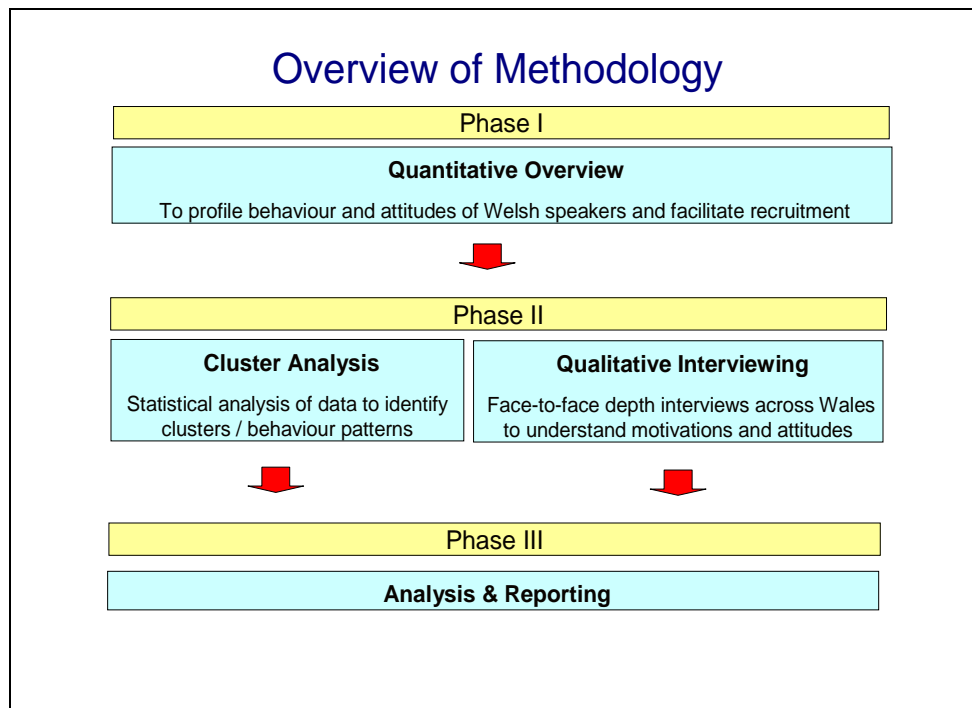 Overview of Methodology
Phase I
Quantitative Overview
To profile behaviour and attitudes of Welsh speakers and facilitate recruitment
Phase II
Cluster Analysis
Statistical analysis of data to identify
clusters / behaviour patterns
Qualitative Interviewing
Face-to-face depth interviews across Wales
to understand motivations and attitudes
Phase III
Analysis & Reporting